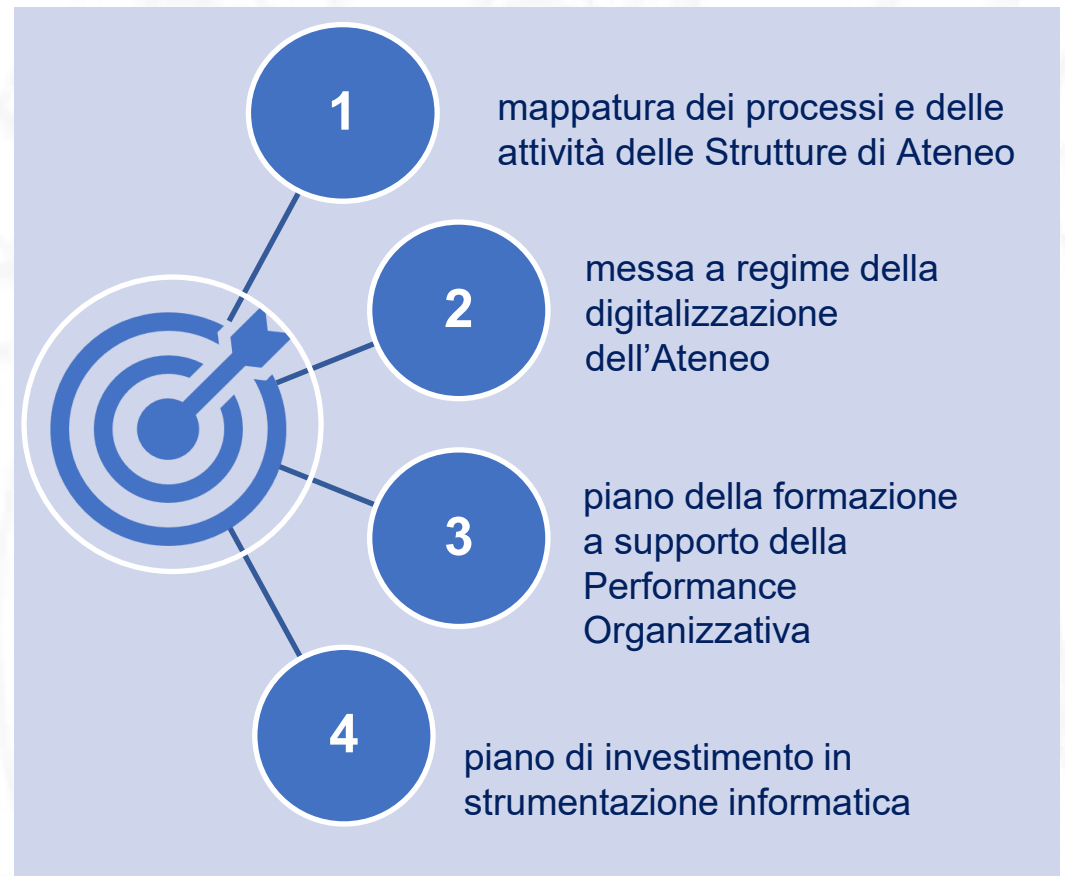 1
mappatura dei processi e delle
attività delle Strutture di Ateneo
2
messa a regime della
digitalizzazione
dell’Ateneo
3
piano della formazione
a supporto della
Performance
Organizzativa
4
piano di investimento in
strumentazione informatica